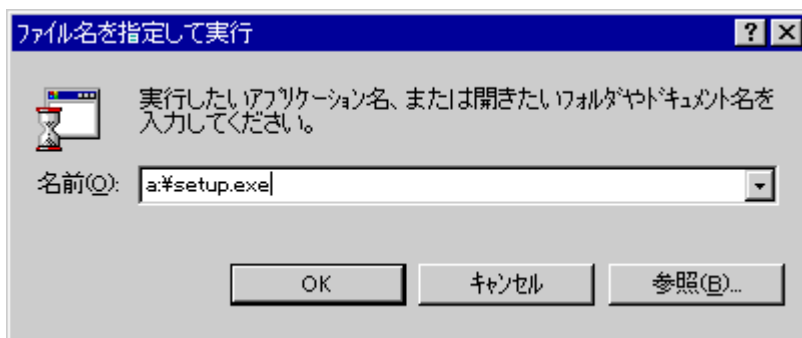 ファイル名を指定して実行
実行したいアプリケーション名、または開きたいフォルダやドキュメント名を
入力してください。
名前(O): a:¥setup.exe
OK キャンセル 参照(B)...